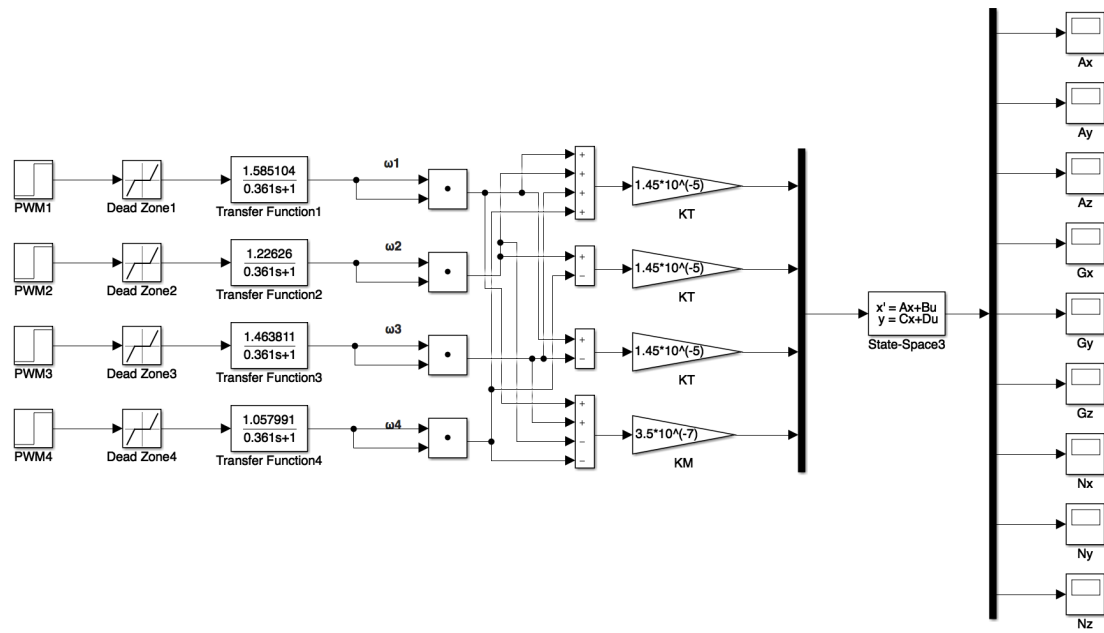 PWM1
Dead Zone1
1.585104
0.361s+1
Transfer Function1
ω1
PWM2
Dead Zone2
1.22626
0.361s+1
Transfer Function2
ω2
PWM3
Dead Zone3
1.463811
0.361s+1
Transfer Function3
ω3
PWM4
Dead Zone4
1.057991
0.361s+1
Transfer Function4
ω4
+
+
+
+
1.45*10^(-5)
KT
+
−
1.45*10^(-5)
KT
+
−
1.45*10^(-5)
KT
+
+
−
−
3.5*10^(-7)
KM
x' = Ax+Bu
y = Cx+Du
State-Space3
Ax
Ay
Az
Gx
Gy
Gz
Nx
Ny
Nz